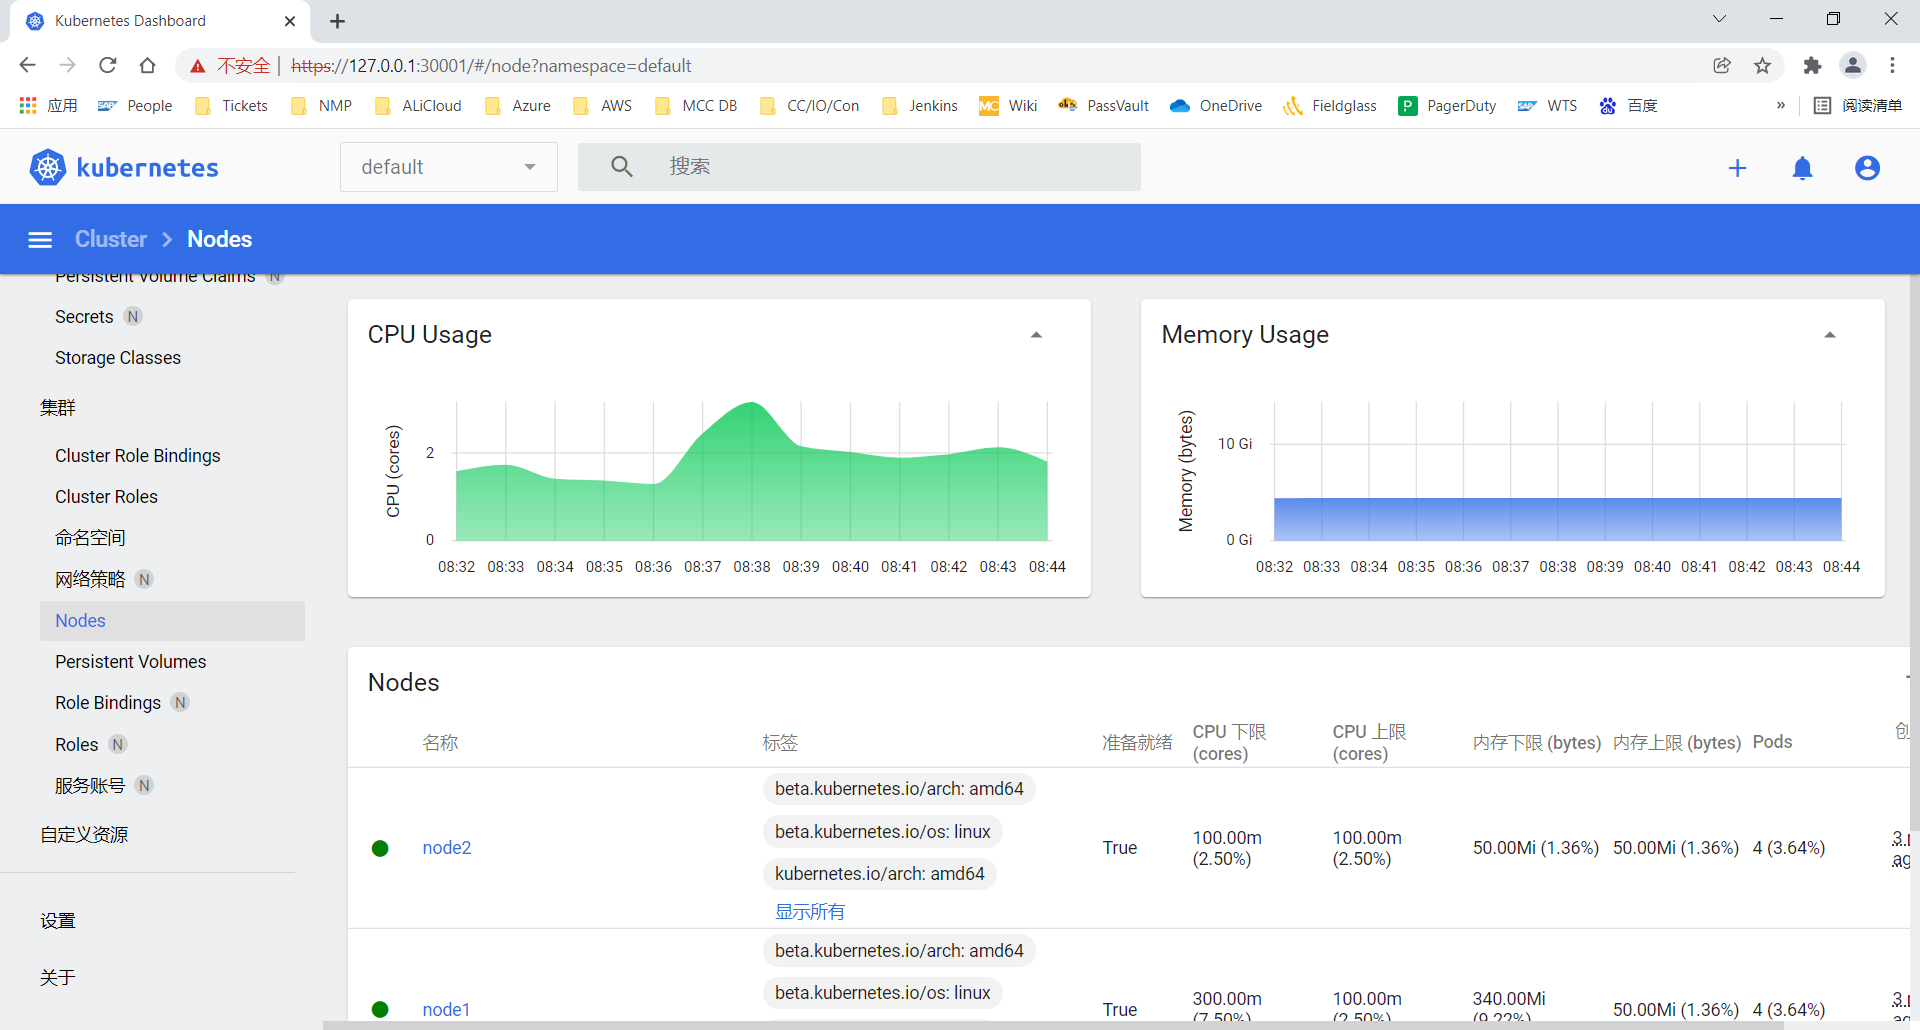 Kubernetes Dashboard
不安全 | https://127.0.0.1:30001/#/node?namespace=default
应用 People Tickets NMP ALiCloud Azure AWS MCC DB CC/IO/Con Jenkins MC Wiki PassVault OneDrive Fieldglass P PagerDuty WTS 百度 » 阅读清单
kubernetes
default
搜索
Cluster > Nodes
Persistent Volume Claims N
Secrets N
Storage Classes
集群
Cluster Role Bindings
Cluster Roles
命名空间
网络策略 N
Nodes
Persistent Volumes
Role Bindings N
Roles N
服务账号 N
自定义资源
设置
关于
CPU Usage
CPU (cores)
2
0
08:32 08:33 08:34 08:35 08:36 08:37 08:38 08:39 08:40 08:41 08:42 08:43 08:44
Memory Usage
Memory (bytes)
10 Gi
0 Gi
08:32 08:33 08:34 08:35 08:36 08:37 08:38 08:39 08:40 08:41 08:42 08:43 08:44
Nodes
名称
标签
准备就绪
CPU 下限
(cores)
CPU 上限
(cores)
内存下限 (bytes)
内存上限 (bytes)
Pods
创
node2
beta.kubernetes.io/arch: amd64
beta.kubernetes.io/os: linux
kubernetes.io/arch: amd64
显示所有
True
100.00m
(2.50%)
100.00m
(2.50%)
50.00Mi (1.36%)
50.00Mi (1.36%)
4 (3.64%)
3
ag
node1
beta.kubernetes.io/arch: amd64
beta.kubernetes.io/os: linux
True
300.00m
(7.50%)
100.00m
(2.50%)
340.00Mi
(9.22%)
50.00Mi (1.36%)
4 (3.64%)
3
ag